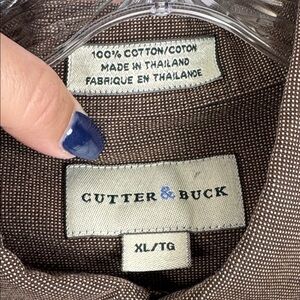 100% COTTON/COTON
MADE IN THAILAND
FABRIQUE EN THAILANDE
CUTTER & BUCK
XL/TG